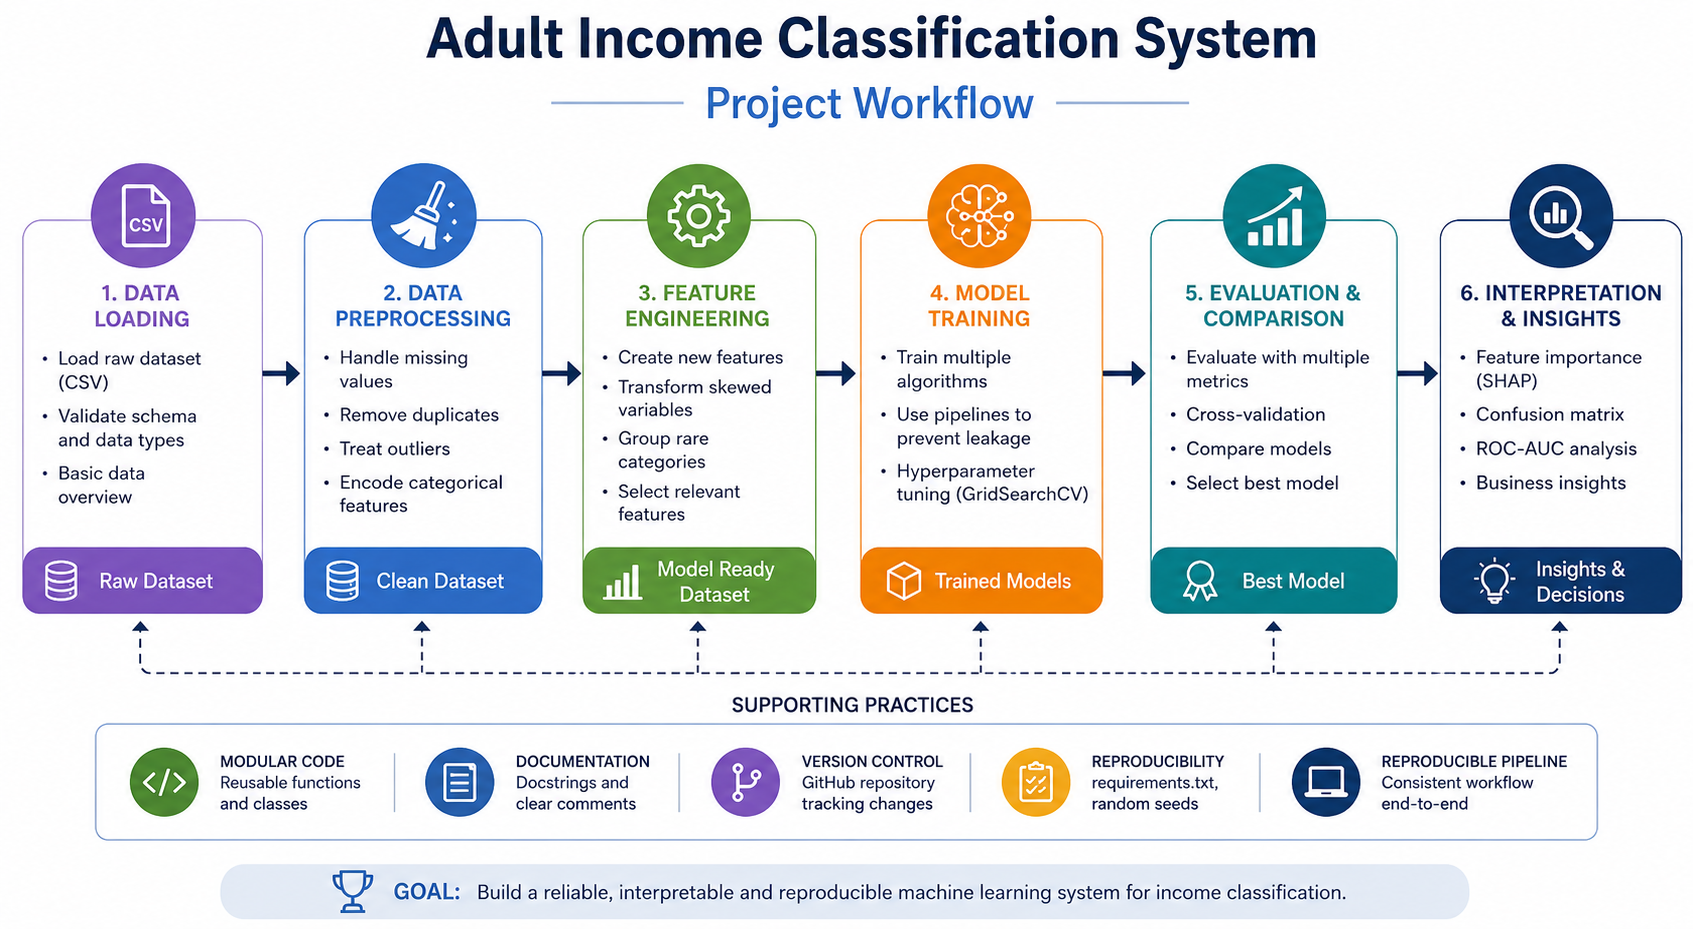 Adult Income Classification System
Project Workflow
CSV
1. DATA
LOADING
• Load raw dataset
(CSV)
• Validate schema
and data types
• Basic data
overview
Raw Dataset
2. DATA
PREPROCESSING
• Handle missing
values
• Remove duplicates
• Treat outliers
• Encode categorical
features
Clean Dataset
3. FEATURE
ENGINEERING
• Create new features
• Transform skewed
variables
• Group rare
categories
• Select relevant
features
Model Ready
Dataset
4. MODEL
TRAINING
• Train multiple
algorithms
• Use pipelines to
prevent leakage
• Hyperparameter
tuning (GridSearchCV)
Trained Models
5. EVALUATION &
COMPARISON
• Evaluate with multiple
metrics
• Cross-validation
• Compare models
• Select best model
Best Model
6. INTERPRETATION
& INSIGHTS
• Feature importance
(SHAP)
• Confusion matrix
• ROC-AUC analysis
• Business insights
Insights &
Decisions
SUPPORTING PRACTICES
MODULAR CODE
Reusable functions
and classes
DOCUMENTATION
Docstrings and
clear comments
VERSION CONTROL
GitHub repository
tracking changes
REPRODUCIBILITY
requirements.txt,
random seeds
REPRODUCIBLE PIPELINE
Consistent workflow
end-to-end
GOAL: Build a reliable, interpretable and reproducible machine learning system for income classification.